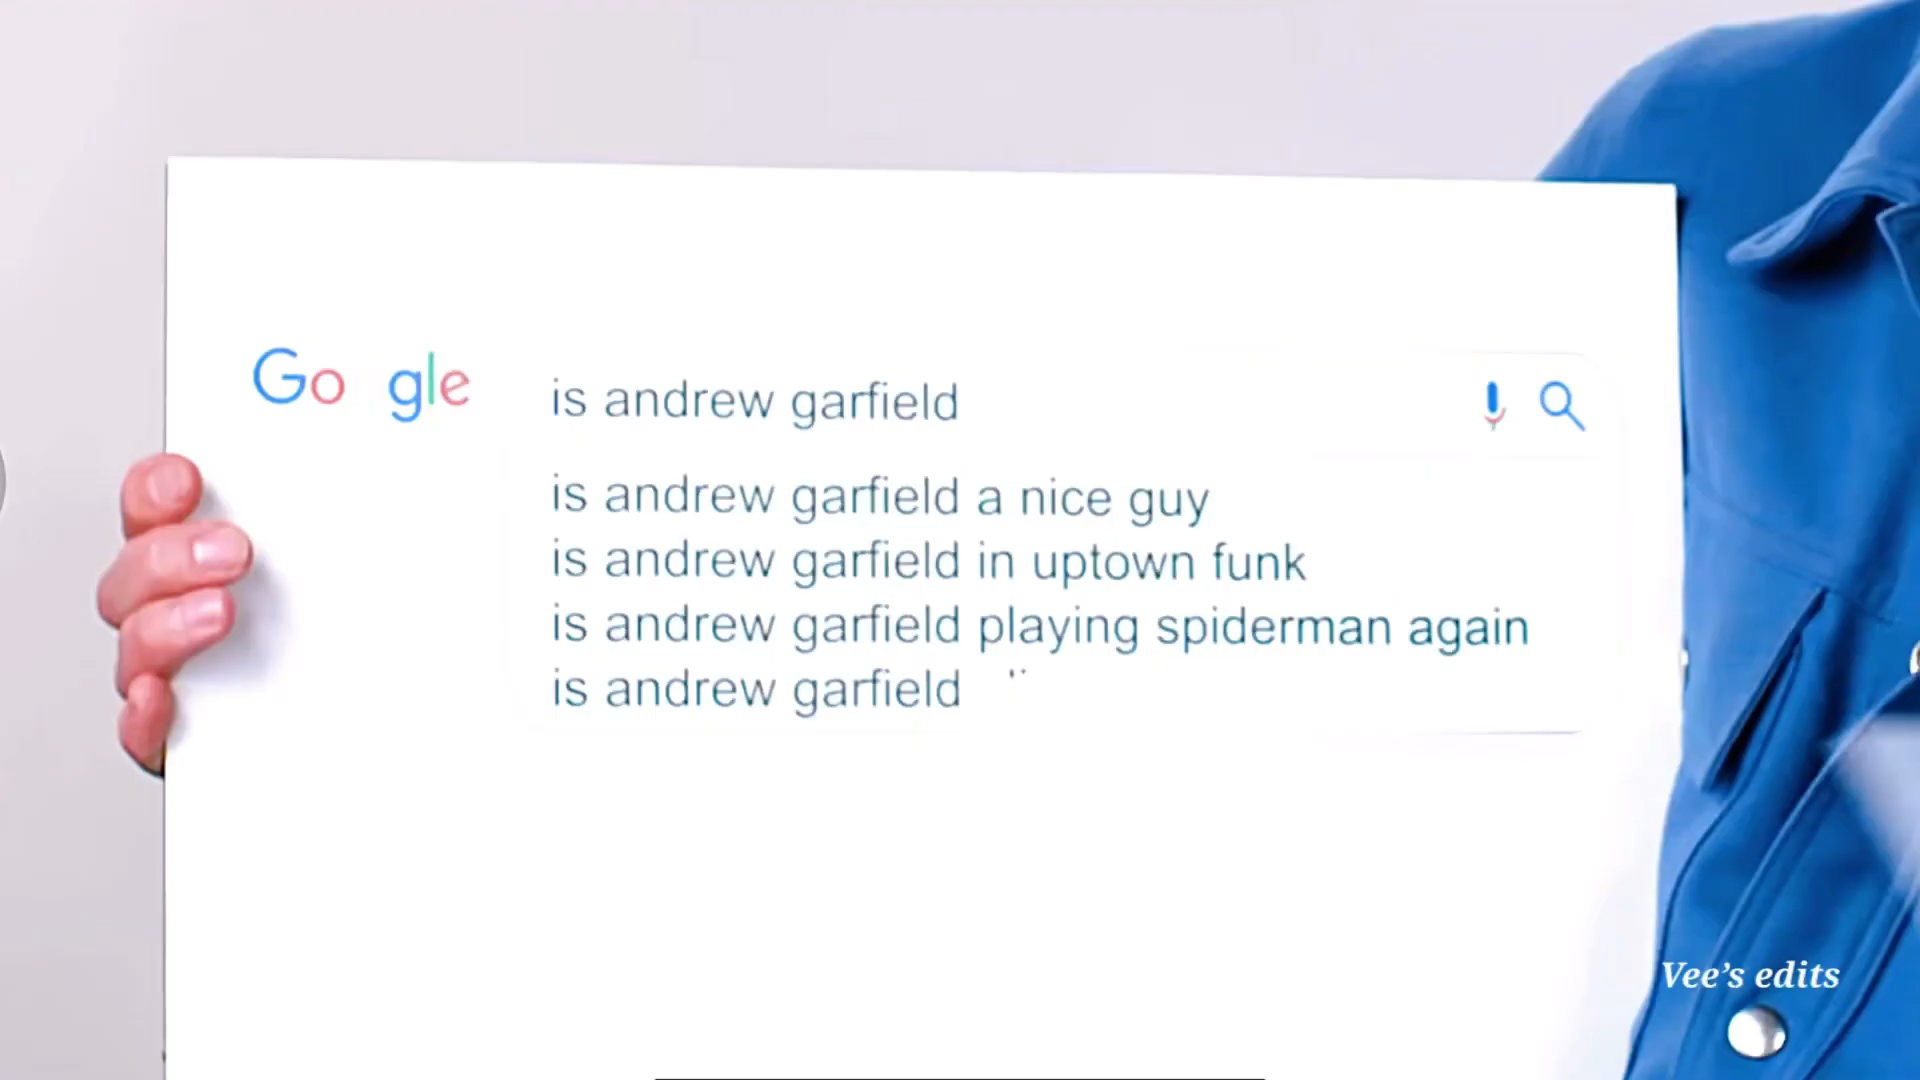 Go gle
is andrew garfield
is andrew garfield a nice guy
is andrew garfield in uptown funk
is andrew garfield playing spiderman again
is andrew garfield
Vee's edits